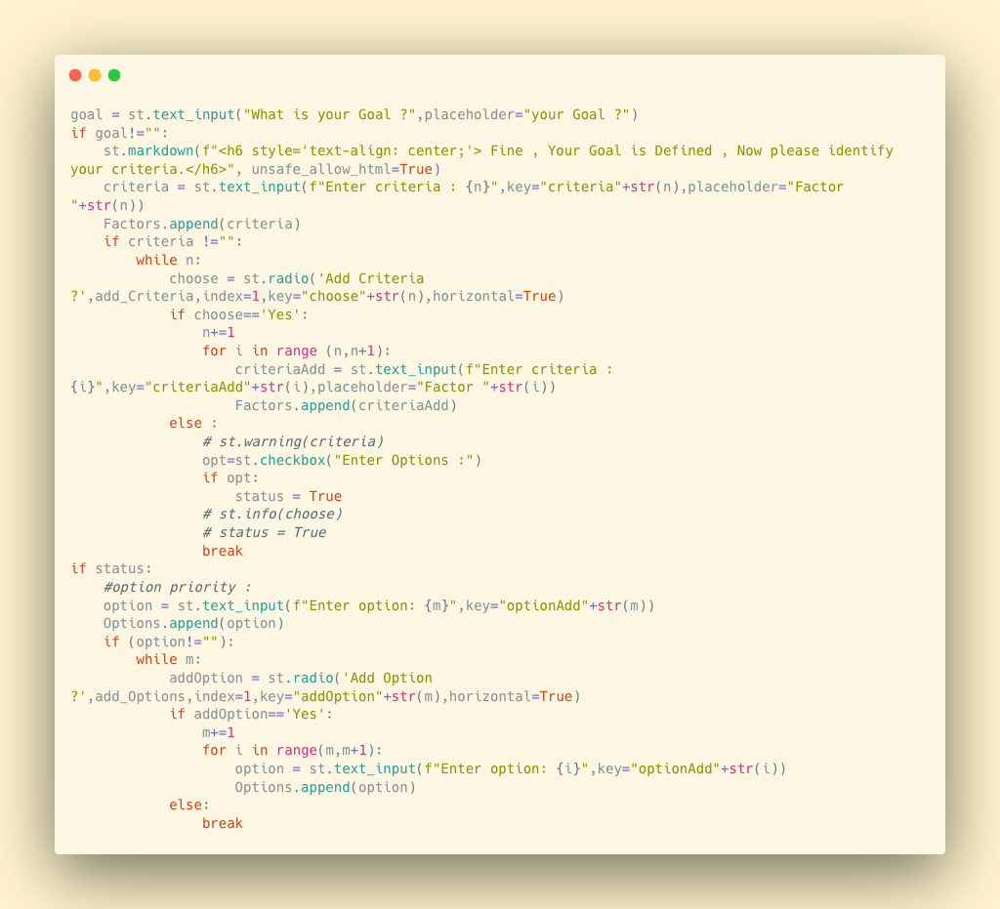 goal = st.text_input("What is your Goal ?",placeholder="your Goal ?")
if goal!="":
    st.markdown(f"<h6 style='text-align: center;'> Fine , Your Goal is Defined , Now please identify
your criteria.</h6>", unsafe_allow_html=True)
    criteria = st.text_input(f"Enter criteria : {n}",key="criteria"+str(n),placeholder="Factor
"+str(n))
    Factors.append(criteria)
    if criteria !="":
        while n:
            choose = st.radio('Add Criteria
?',add_Criteria,index=1,key="choose"+str(n),horizontal=True)
            if choose=='Yes':
                n+=1
                for i in range (n,n+1):
                    criteriaAdd = st.text_input(f"Enter criteria :
{i}",key="criteriaAdd"+str(i),placeholder="Factor "+str(i))
                    Factors.append(criteriaAdd)
            else :
                # st.warning(criteria)
                opt=st.checkbox("Enter Options :")
                if opt:
                    status = True
                # st.info(choose)
                # status = True
                break
if status:
    #option priority :
    option = st.text_input(f"Enter option: {m}",key="optionAdd"+str(m))
    Options.append(option)
    if (option!=""):
        while m:
            addOption = st.radio('Add Option
?',add_Options,index=1,key="addOption"+str(m),horizontal=True)
            if addOption=='Yes':
                m+=1
                for i in range(m,m+1):
                    option = st.text_input(f"Enter option: {i}",key="optionAdd"+str(i))
                    Options.append(option)
            else:
                break